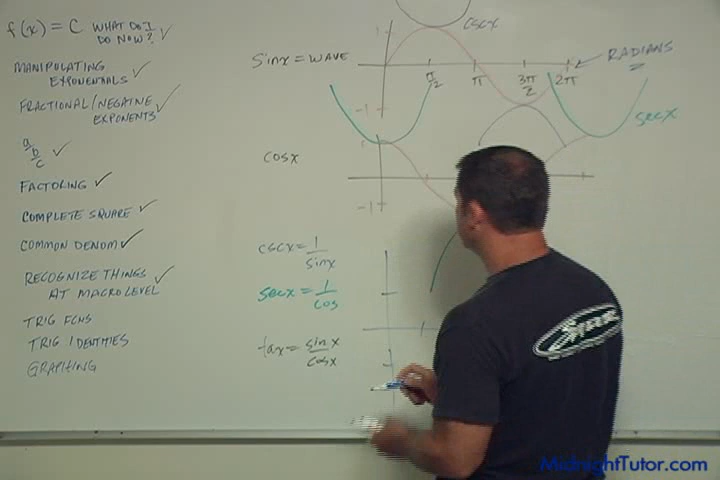 f(x) = C WHAT DO I
DO NOW? ✓
MANIPULATING
EXPONENTIALS ✓
FRACTIONAL/NEGATIVE
EXPONENTS ✓
a
b
c ✓
FACTORING ✓
COMPLETE SQUARE ✓
COMMON DENOM ✓
RECOGNIZE THINGS
AT MACRO LEVEL ✓
TRIG FCNS
TRIG IDENTITIES
GRAPHING
sinx = WAVE
cscx
RADIANS
π/2 π 3π/2 2π
-1
secx
cosx
-1
cscx = 1/sinx
secx = 1/cos
tax = sinx/cosx
MidnightTutor.com